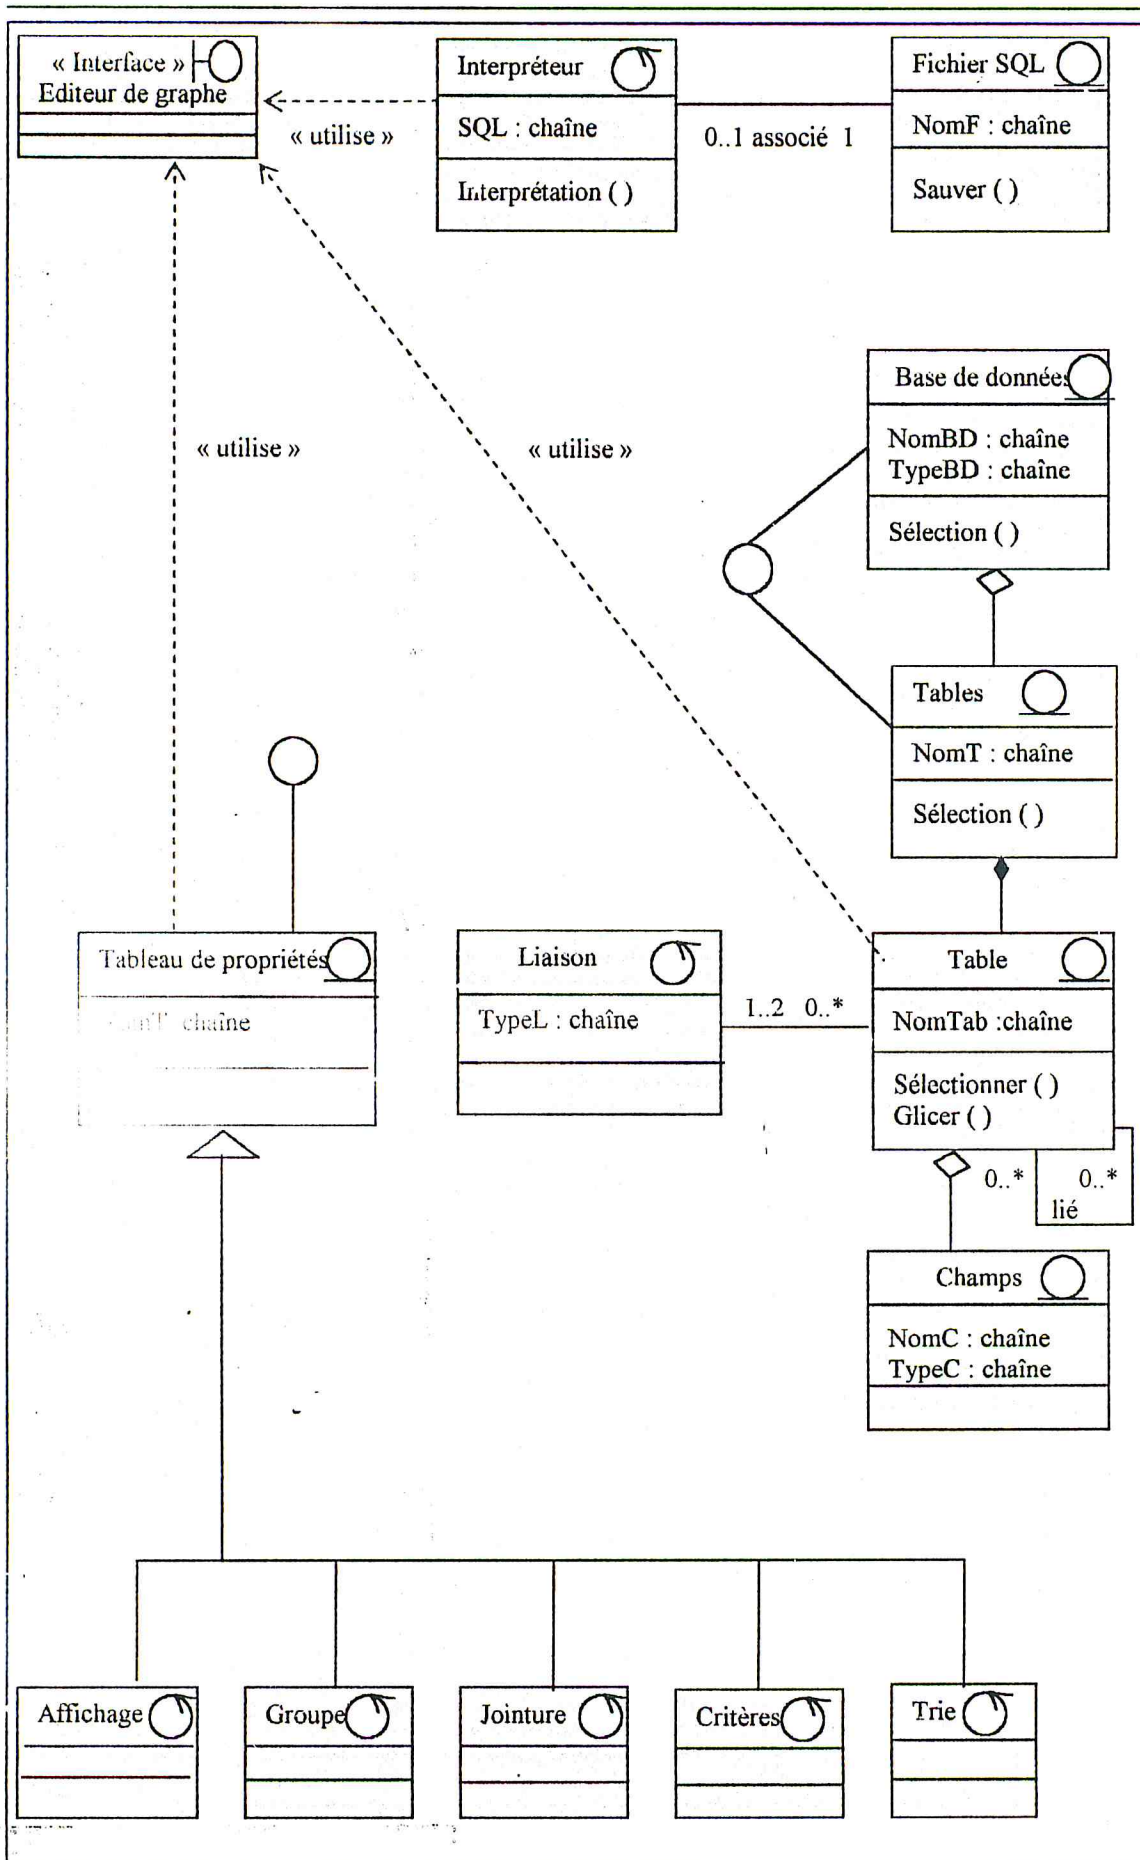 « Interface »
Editeur de graphe
« utilise »
Interpréteur
SQL : chaîne
Interprétation ( )
0..1 associé 1
Fichier SQL
NomF : chaîne
Sauver ( )
« utilise »
« utilise »
Base de données
NomBD : chaîne
TypeBD : chaîne
Sélection ( )
Tables
NomT : chaîne
Sélection ( )
Tableau de propriétés
chaîne
Liaison
TypeL : chaîne
1..2 0..*
Table
NomTab :chaîne
Sélectionner ( )
Glicer ( )
0..* 0..*
lié
Champs
NomC : chaîne
TypeC : chaîne
Affichage
Groupe
Jointure
Critères
Trie